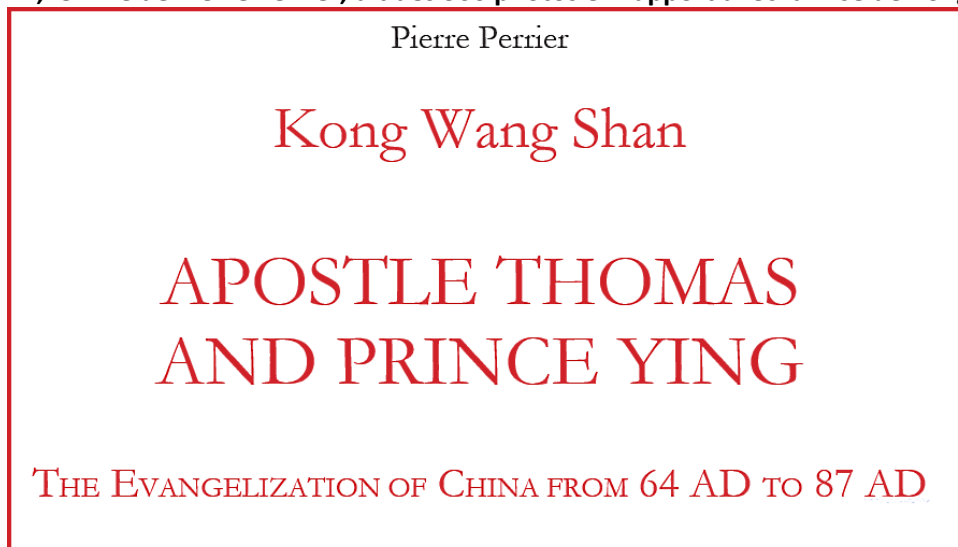 Pierre Perrier
Kong Wang Shan
APOSTLE THOMAS
AND PRINCE YING
THE EVANGELIZATION OF CHINA FROM 64 AD TO 87 AD